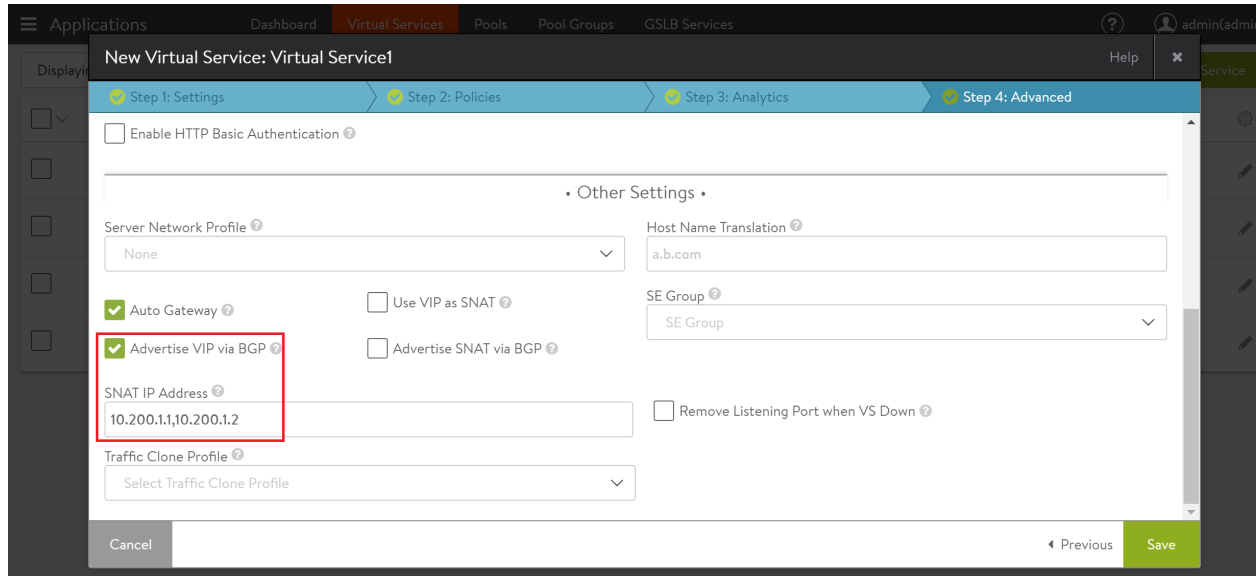 Applications Dashboard Virtual Services Pools Pool Groups GSLB Services admin(admi
New Virtual Service: Virtual Service1 Help
Displayi Service
Step 1: Settings Step 2: Policies Step 3: Analytics Step 4: Advanced
Enable HTTP Basic Authentication
• Other Settings •
Server Network Profile Host Name Translation
None a.b.com
Auto Gateway Use VIP as SNAT SE Group
SE Group
Advertise VIP via BGP Advertise SNAT via BGP
SNAT IP Address
10.200.1.1,10.200.1.2 Remove Listening Port when VS Down
Traffic Clone Profile
Select Traffic Clone Profile
Cancel Previous Save